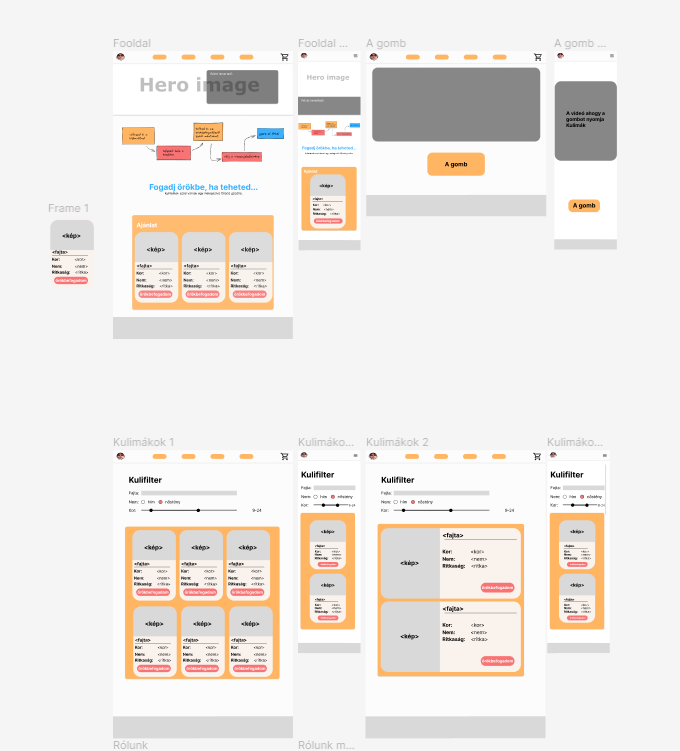 Fooldal
Fooldal ...
A gomb
A gomb ...
Hero image
Hero image
A videó ahogy a
gombot nyomja
Kulimák
A gomb
A gomb
Fogadj örökbe, ha teheted...
Fogadj örökbe, ha teheted...
Ajánlat
Frame 1
<kép>
<fajta>
Kor: <kor>
Nem: <nem>
Ritkaság: <ritka>
örökbefogadom
<kép> <kép> <kép>
<fajta> <fajta> <fajta>
Kor: <kor> Kor: <kor> Kor: <kor>
Nem: <nem> Nem: <nem> Nem: <nem>
Ritkaság: <ritka> Ritkaság: <ritka> Ritkaság: <ritka>
örökbefogadom örökbefogadom örökbefogadom
<kép>
<fajta>
Kor: <kor>
Nem: <nem>
Ritkaság: <ritka>
örökbefogadom
Kulimákok 1
Kulimáko...
Kulimákok 2
Kulimáko...
Kulifilter
Fajta:
Nem: hím nőstény
Kor: 9-24
<kép> <kép> <kép>
<fajta> <fajta> <fajta>
Kor: <kor> Kor: <kor> Kor: <kor>
Nem: <nem> Nem: <nem> Nem: <nem>
Ritkaság: <ritka> Ritkaság: <ritka> Ritkaság: <ritka>
örökbefogadom örökbefogadom örökbefogadom
<kép> <kép> <kép>
<fajta> <fajta> <fajta>
Kor: <kor> Kor: <kor> Kor: <kor>
Nem: <nem> Nem: <nem> Nem: <nem>
Ritkaság: <ritka> Ritkaság: <ritka> Ritkaság: <ritka>
örökbefogadom örökbefogadom örökbefogadom
Kulifilter
Fajta:
Nem: hím nőstény
Kor: 9-24
<kép>
<fajta>
Kor: <kor>
Nem: <nem>
Ritkaság: <ritka>
örökbefogadom
<kép>
<fajta>
Kor: <kor>
Nem: <nem>
Ritkaság: <ritka>
örökbefogadom
Kulifilter
Fajta:
Nem: hím nőstény
Kor: 9-24
<kép>
<fajta>
Kor: <kor>
Nem: <nem>
Ritkaság: <ritka>
örökbefogadom
<kép>
<fajta>
Kor: <kor>
Nem: <nem>
Ritkaság: <ritka>
örökbefogadom
Kulifilter
Fajta:
Nem: hím nőstény
Kor:
<kép>
<fajta>
Kor: <kor>
Nem: <nem>
Ritkaság: <ritka>
örökbefogadom
<kép>
<fajta>
Kor: <kor>
Nem: <nem>
Ritkaság: <ritka>
örökbefogadom
Rólunk
Rólunk m...